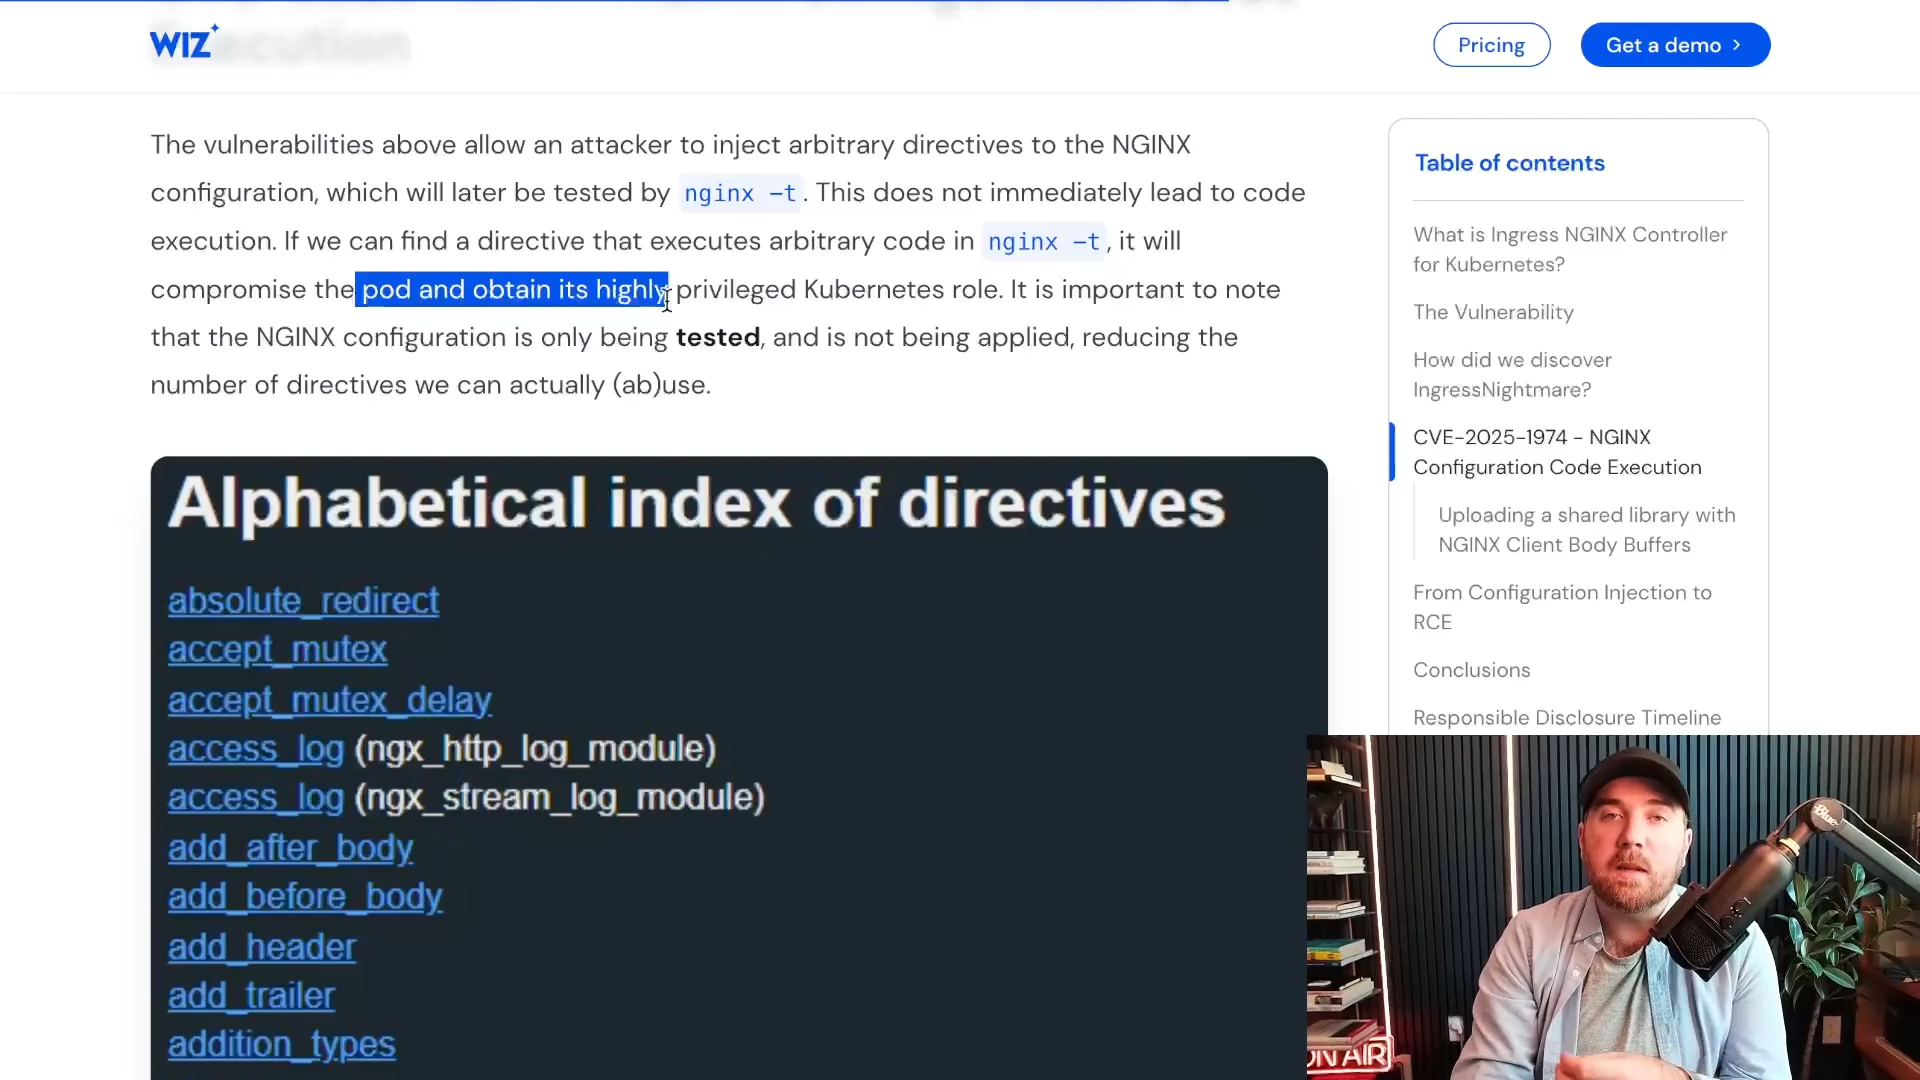 WIZ
Pricing
Get a demo
The vulnerabilities above allow an attacker to inject arbitrary directives to the NGINX
configuration, which will later be tested by nginx -t. This does not immediately lead to code
execution. If we can find a directive that executes arbitrary code in nginx -t, it will
compromise the pod and obtain its highly privileged Kubernetes role. It is important to note
that the NGINX configuration is only being tested, and is not being applied, reducing the
number of directives we can actually (ab)use.
Alphabetical index of directives
absolute_redirect
accept_mutex
accept_mutex_delay
access_log (ngx_http_log_module)
access_log (ngx_stream_log_module)
add_after_body
add_before_body
add_header
add_trailer
addition_types
Table of contents
What is Ingress NGINX Controller
for Kubernetes?
The Vulnerability
How did we discover
IngressNightmare?
CVE-2025-1974 - NGINX
Configuration Code Execution
Uploading a shared library with
NGINX Client Body Buffers
From Configuration Injection to
RCE
Conclusions
Responsible Disclosure Timeline
Blue
ON AIR